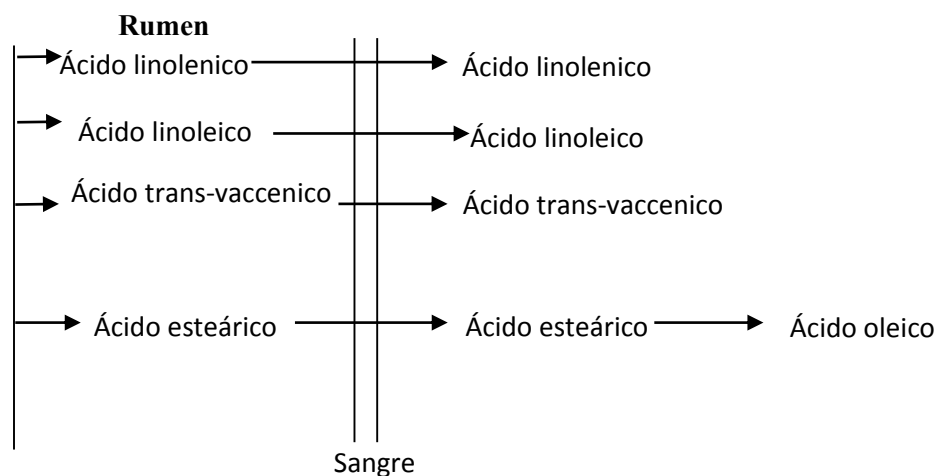 Rumen
Ácido linolenico Ácido linolenico
Ácido linoleico Ácido linoleico
Ácido trans-vaccenico Ácido trans-vaccenico
Ácido esteárico Ácido esteárico Ácido oleico
Sangre